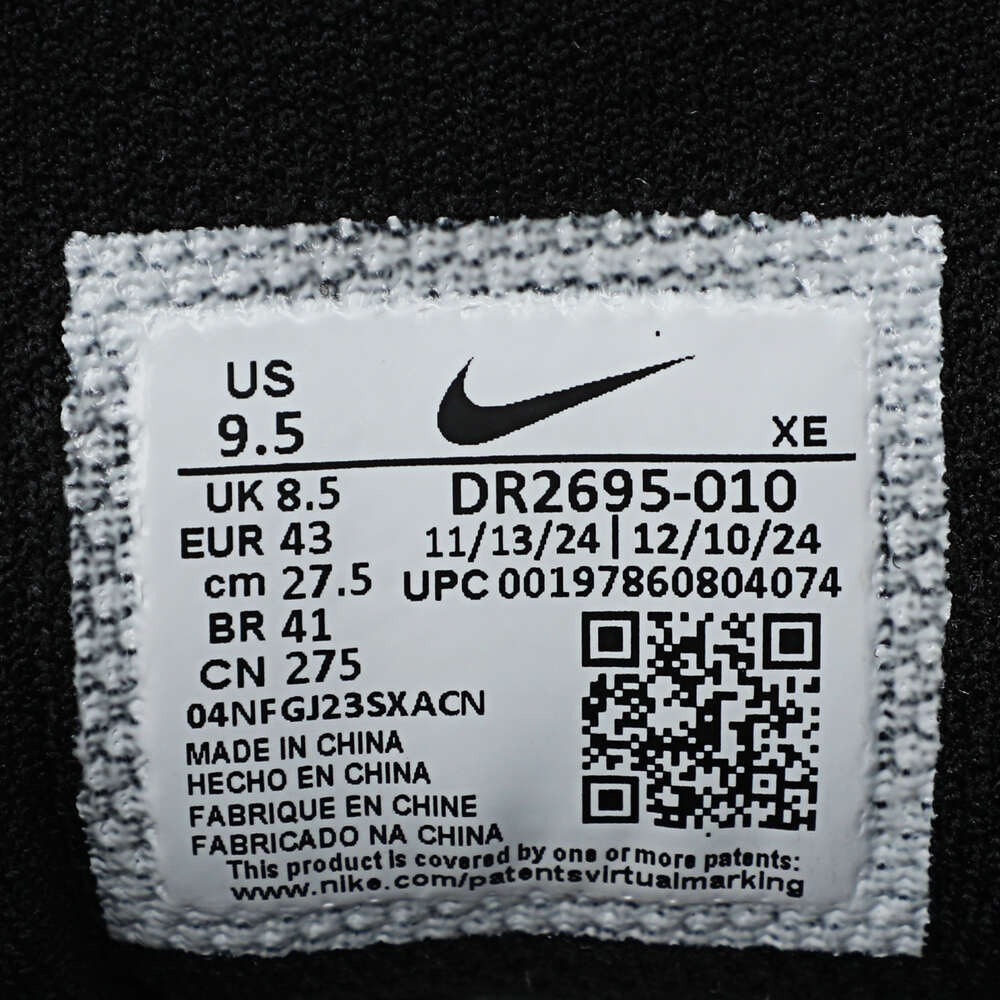 US
9.5
XE
UK 8.5
EUR 43
cm 27.5
BR 41
CN 275
DR2695-010
11/13/24 | 12/10/24
UPC 00197860804074
04NFGJ23SXACN
MADE IN CHINA
HECHO EN CHINA
FABRIQUE EN CHINE
FABRICADO NA CHINA
This product is covered by one or more patents:
www.nike.com/patentsvirtualmarking